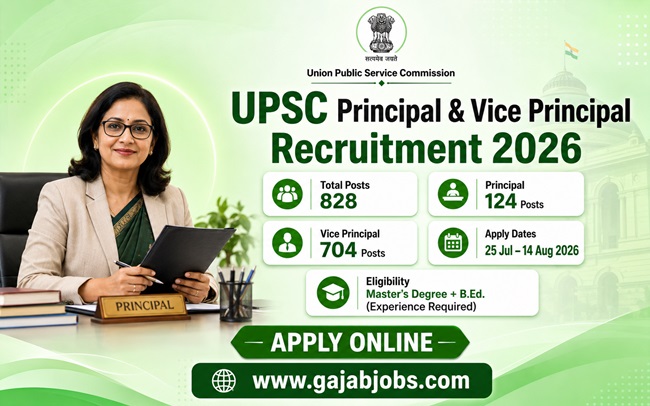 सत्यमेव जयते
Union Public Service Commission
UPSC Principal & Vice Principal
Recruitment 2026
Total Posts
828
Principal
124 Posts
Vice Principal
704 Posts
Apply Dates
25 Jul – 14 Aug 2026
Eligibility
Master's Degree + B.Ed.
(Experience Required)
PRINCIPAL
APPLY ONLINE
www.gajabjobs.com